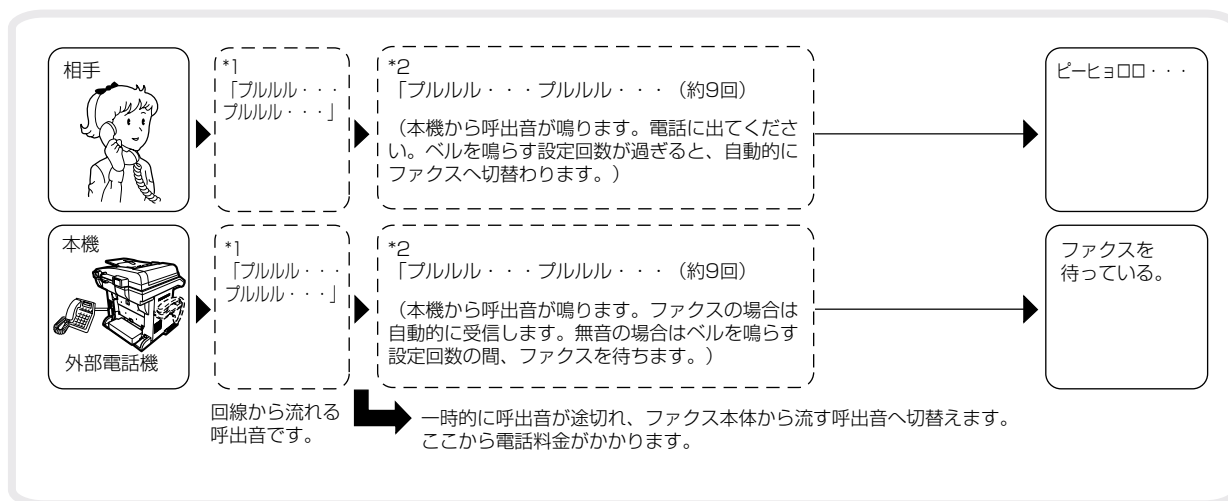 相手
*1
「プルルル・・・
プルルル・・・」
*2
「プルルル・・・プルルル・・・（約9回）
（本機から呼出音が鳴ります。電話に出てくださ
い。ベルを鳴らす設定回数が過ぎると、自動的に
ファクスへ切替わります。）
ピーヒョロロ・・・
本機
外部電話機
*1
「プルルル・・・
プルルル・・・」
*2
「プルルル・・・プルルル・・・（約9回）
（本機から呼出音が鳴ります。ファクスの場合は
自動的に受信します。無音の場合はベルを鳴らす
設定回数の間、ファクスを待ちます。）
ファクスを
待っている。
回線から流れる
呼出音です。
一時的に呼出音が途切れ、ファクス本体から流す呼出音へ切替えます。
ここから電話料金がかかります。